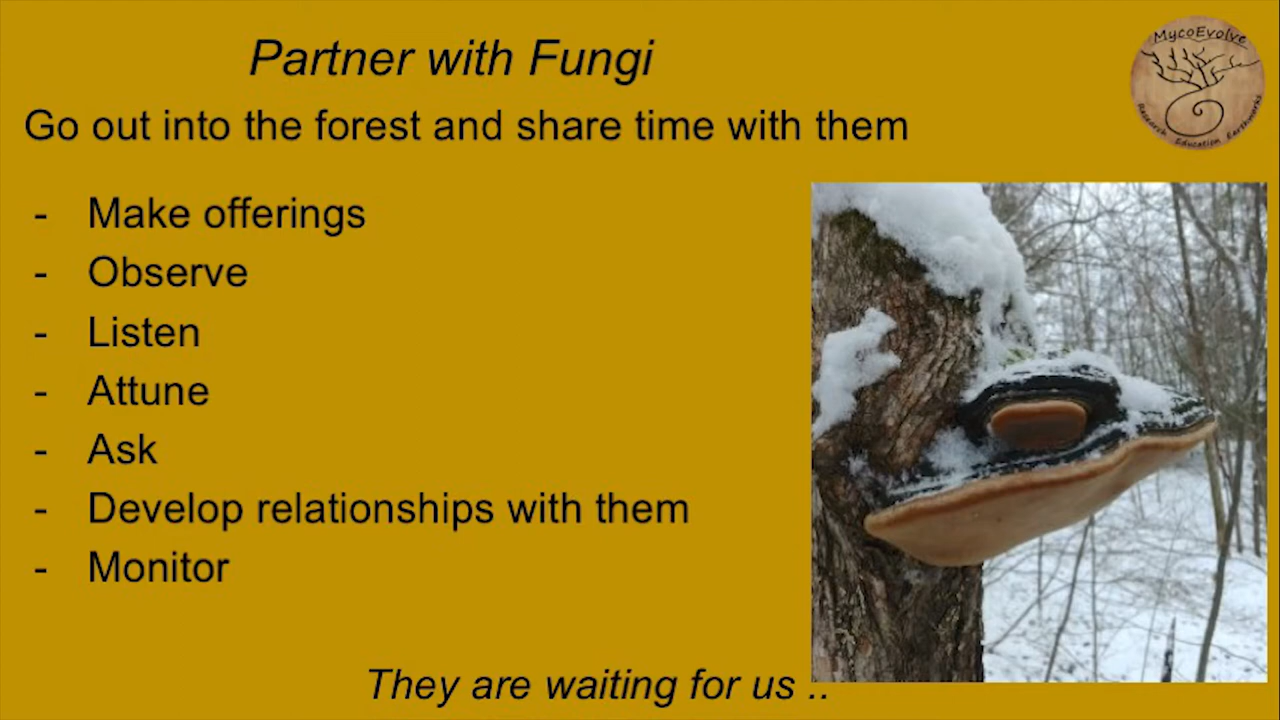 Partner with Fungi
Go out into the forest and share time with them
- Make offerings
- Observe
- Listen
- Attune
- Ask
- Develop relationships with them
- Monitor
They are waiting for us ..
MycoEvolve
Research Education Earthworks